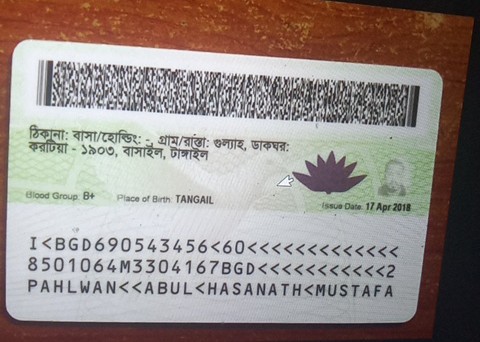 ঠিকানা: বাসা/হোল্ডিং: -, গ্রাম/রাস্তা: গুল্যাহ, ডাকঘর:
করটিয়া - ১৯০৩, বাসাইল, টাঙ্গাইল
Blood Group: B+ Place of Birth: TANGAIL Issue Date: 17 Apr 2018
I<BGD690543456<60<<<<<<<<<<<<<
8501064M3304167BGD<<<<<<<<<<<2
PAHLWAN<<ABUL<HASANATH<MUSTAFA